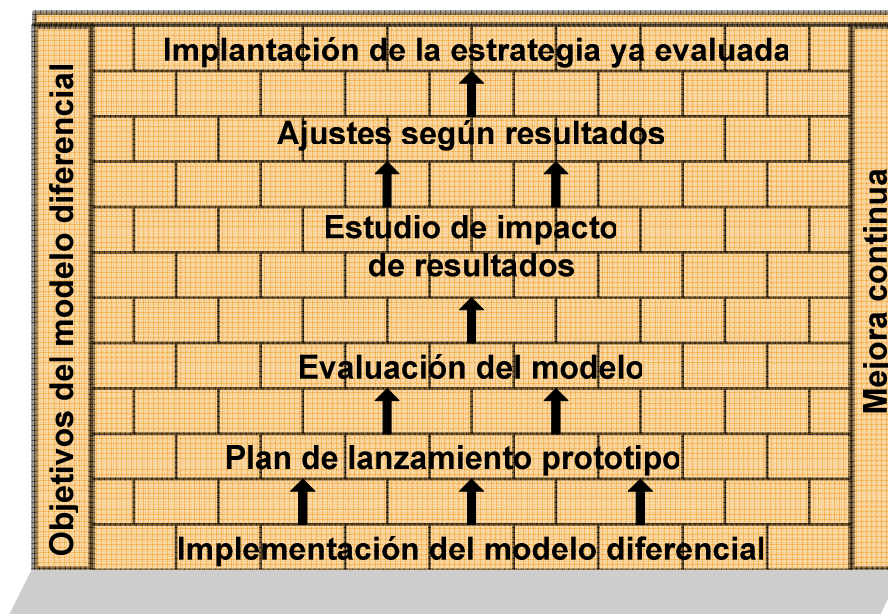 Objetivos del modelo diferencial
Implantación de la estrategia ya evaluada
Ajustes según resultados
Estudio de impacto
de resultados
Evaluación del modelo
Plan de lanzamiento prototipo
Implementación del modelo diferencial
Mejora continua